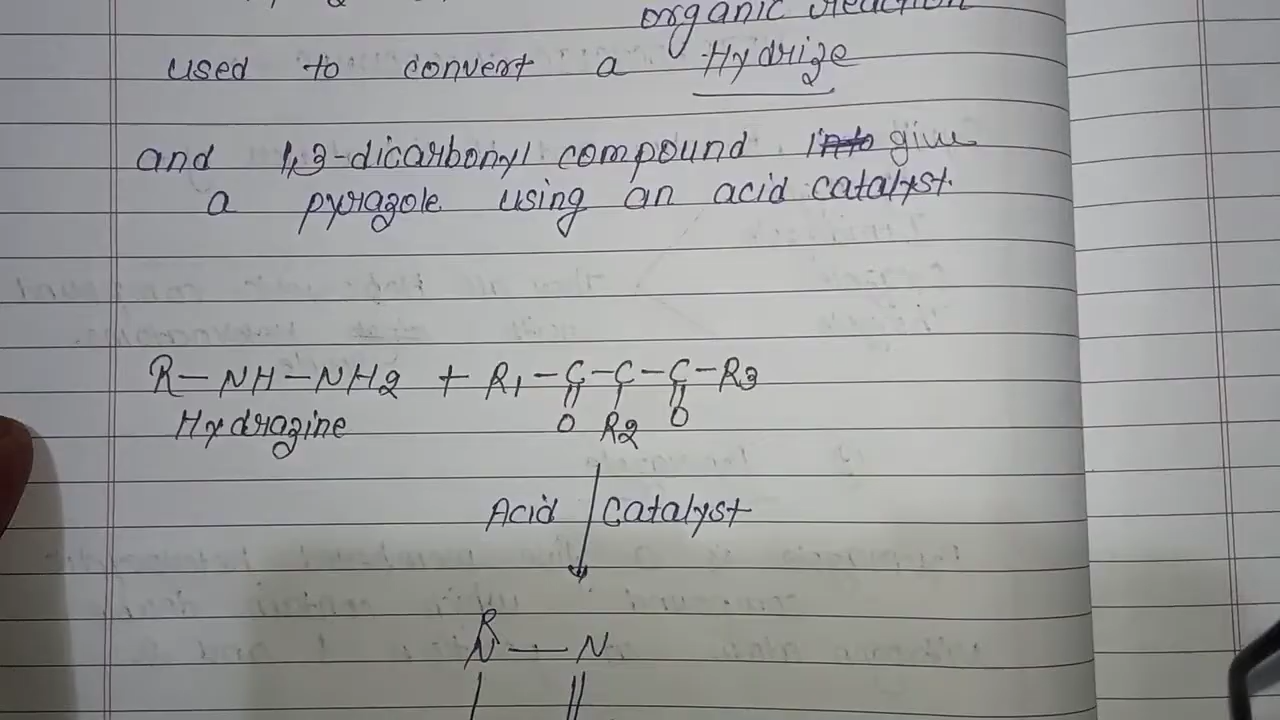 organic reaction
used to convert a Hydrize
and 1,3-dicarbonyl compound into give
a pyrazole using an acid catalyst.
R-NH-NH2 + R1-C-C-C-R3
Hydrazine O R2 O
Acid Catalyst
R
N-N